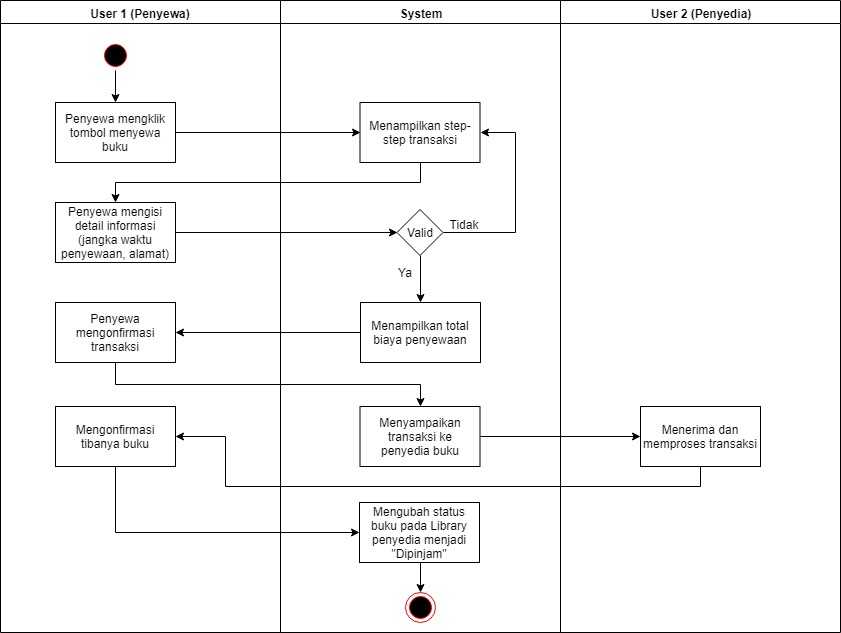 User 1 (Penyewa)
System
User 2 (Penyedia)
Penyewa mengklik
tombol menyewa
buku
Menampilkan step-
step transaksi
Penyewa mengisi
detail informasi
(jangka waktu
penyewaan, alamat)
Valid
Tidak
Ya
Menampilkan total
biaya penyewaan
Penyewa
mengonfirmasi
transaksi
Menyampaikan
transaksi ke
penyedia buku
Menerima dan
memproses transaksi
Mengonfirmasi
tibanya buku
Mengubah status
buku pada Library
penyedia menjadi
"Dipinjam"